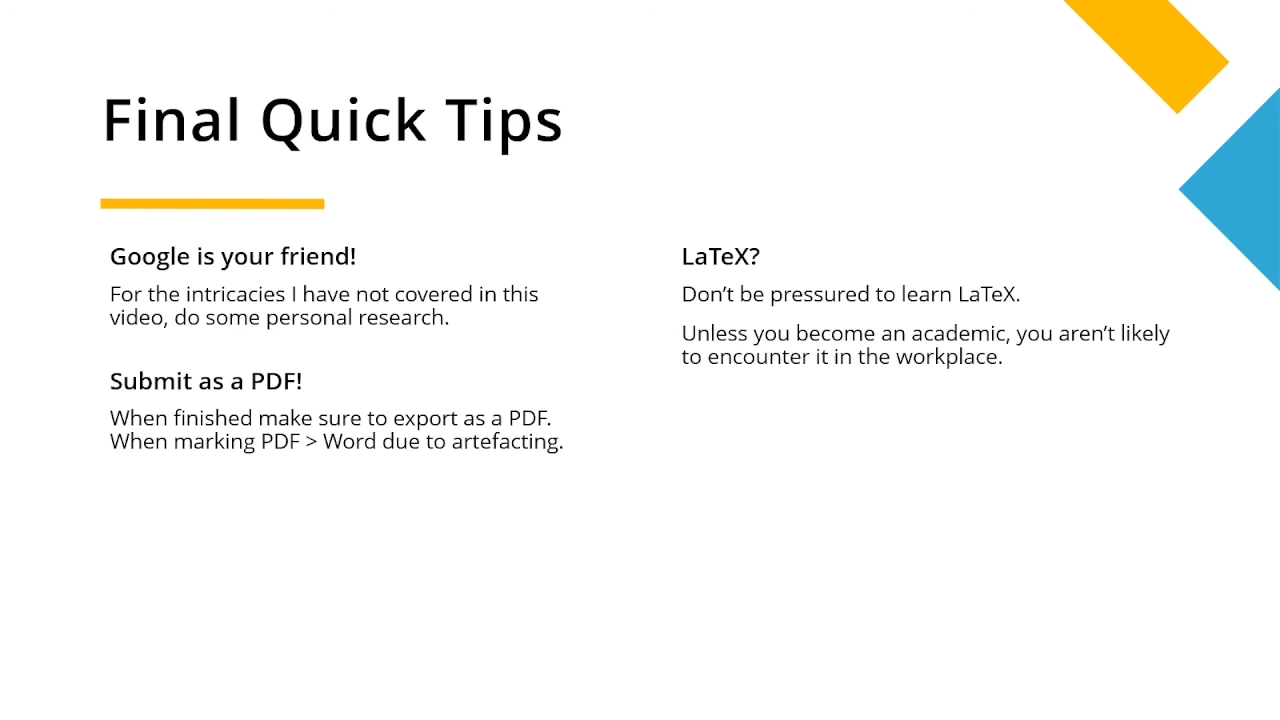 Final Quick Tips
Google is your friend!
For the intricacies I have not covered in this
video, do some personal research.
Submit as a PDF!
When finished make sure to export as a PDF.
When marking PDF > Word due to artefacting.
LaTeX?
Don’t be pressured to learn LaTeX.
Unless you become an academic, you aren’t likely
to encounter it in the workplace.